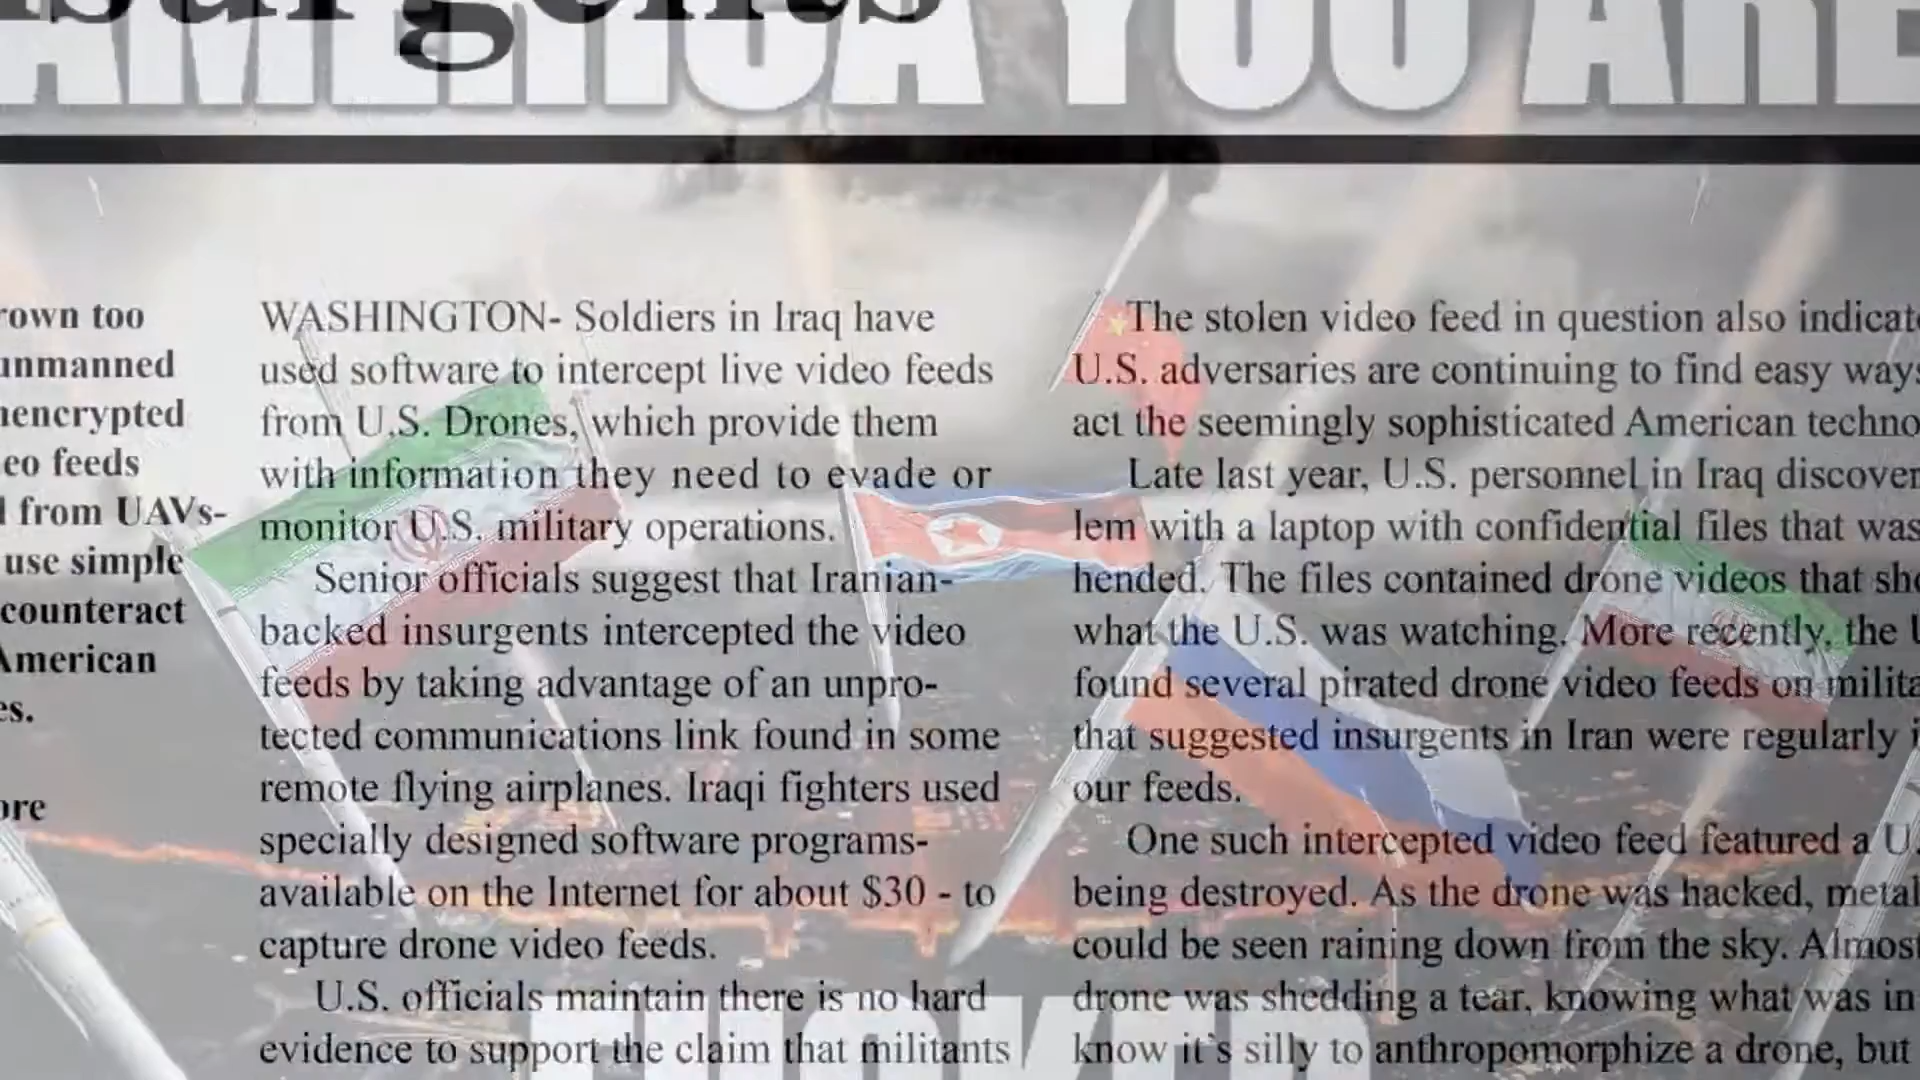 surgents
AMERICA YOU ARE
rown too
unmanned
nencrypted
eo feeds
from UAVs-
use simple
counteract
American
es.
ore
WASHINGTON- Soldiers in Iraq have
used software to intercept live video feeds
from U.S. Drones, which provide them
with information they need to evade or
monitor U.S. military operations.
Senior officials suggest that Iranian-
backed insurgents intercepted the video
feeds by taking advantage of an unpro-
tected communications link found in some
remote flying airplanes. Iraqi fighters used
specially designed software programs-
available on the Internet for about $30 - to
capture drone video feeds.
U.S. officials maintain there is no hard
evidence to support the claim that militants
The stolen video feed in question also indicat
U.S. adversaries are continuing to find easy ways
act the seemingly sophisticated American techno
Late last year, U.S. personnel in Iraq discover
lem with a laptop with confidential files that was
hended. The files contained drone videos that sho
what the U.S. was watching. More recently, the U
found several pirated drone video feeds on milita
that suggested insurgents in Iran were regularly i
our feeds.
One such intercepted video feed featured a U.
being destroyed. As the drone was hacked, metal
could be seen raining down from the sky. Almost
drone was shedding a tear, knowing what was in
know it's silly to anthropomorphize a drone, but